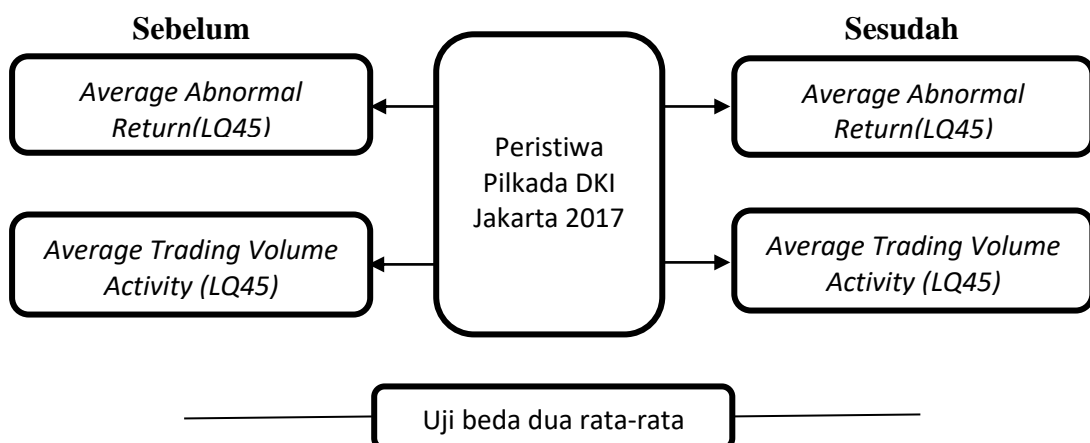 Sebelum
Sesudah
Average Abnormal
Return(LQ45)
Peristiwa
Pilkada DKI
Jakarta 2017
Average Abnormal
Return(LQ45)
Average Trading Volume
Activity (LQ45)
Average Trading Volume
Activity (LQ45)
Uji beda dua rata-rata